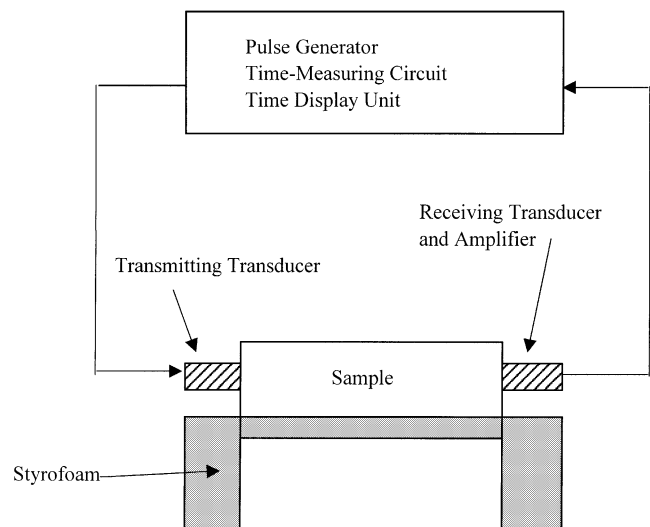 Pulse Generator
Time-Measuring Circuit
Time Display Unit
Receiving Transducer
and Amplifier
Transmitting Transducer
Sample
Styrofoam